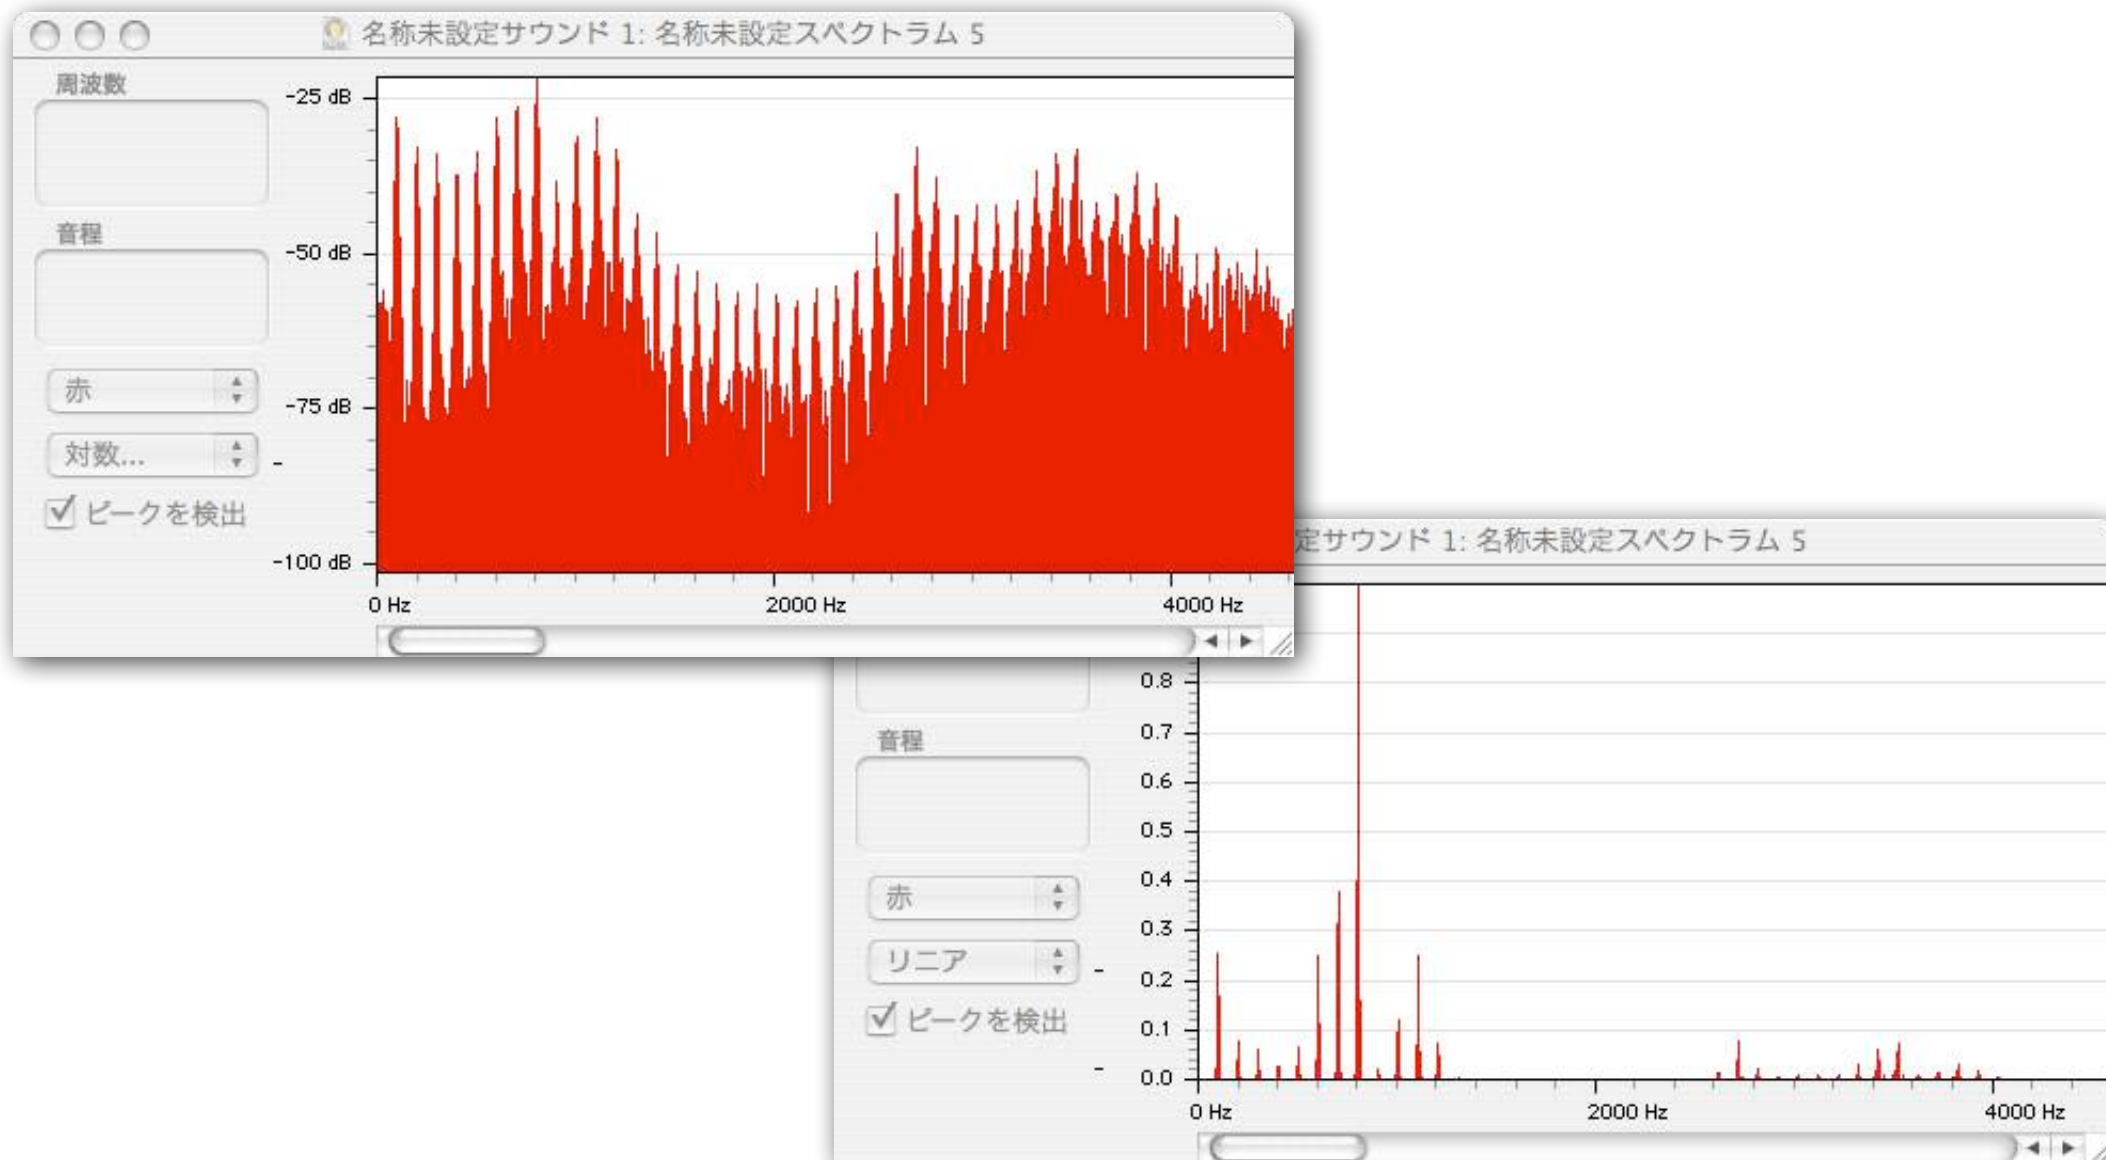 名称未設定サウンド 1: 名称未設定スペクトラム 5
周波数
音程
赤
対数...
ピークを検出
-25 dB
-50 dB
-75 dB
-100 dB
0 Hz
2000 Hz
4000 Hz
定サウンド 1: 名称未設定スペクトラム 5
音程
赤
リニア
ピークを検出
0.8
0.7
0.6
0.5
0.4
0.3
0.2
0.1
0.0
0 Hz
2000 Hz
4000 Hz